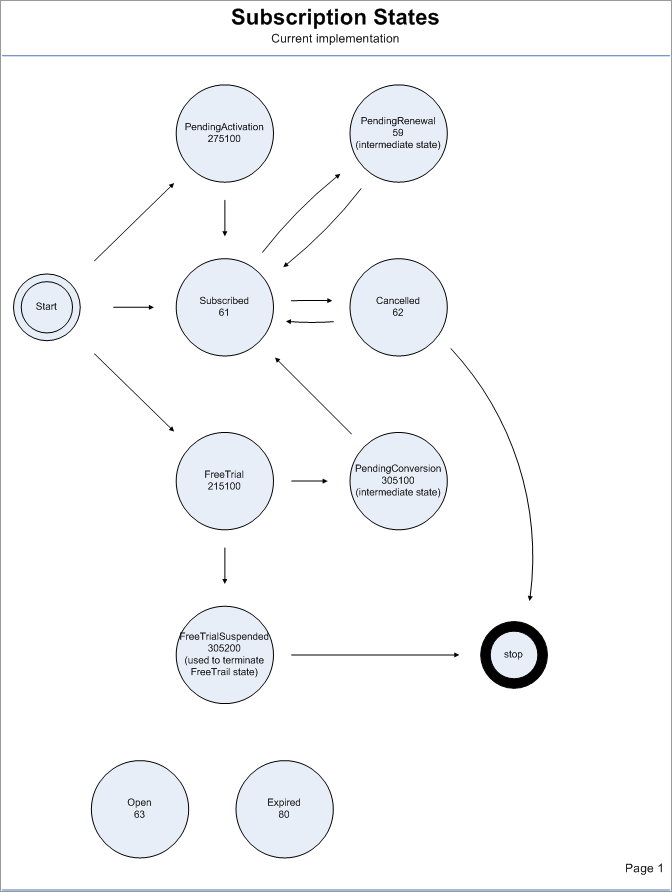 Subscription States
Current implementation
PendingActivation
275100
PendingRenewal
59
(intermediate state)
Start
Subscribed
61
Cancelled
62
FreeTrial
215100
PendingConversion
305100
(intermediate state)
FreeTrialSuspended
305200
(used to terminate
FreeTrail state)
stop
Open
63
Expired
80
Page 1